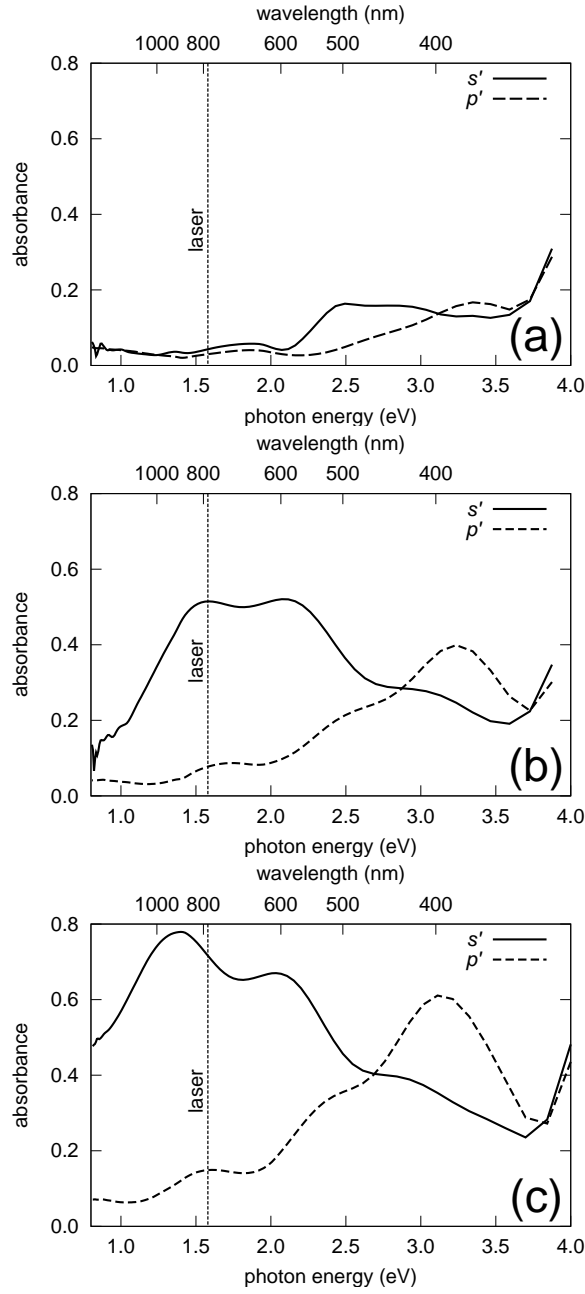 wavelength (nm)
1000 800 600 500 400
0.8
0.6
0.4
0.2
0.0
absorbance
s'
p'
laser
(a)
1.0 1.5 2.0 2.5 3.0 3.5 4.0
photon energy (eV)
wavelength (nm)
1000 800 600 500 400
0.8
0.6
0.4
0.2
0.0
absorbance
s'
p'
laser
(b)
1.0 1.5 2.0 2.5 3.0 3.5 4.0
photon energy (eV)
wavelength (nm)
1000 800 600 500 400
0.8
0.6
0.4
0.2
0.0
absorbance
s'
p'
laser
(c)
1.0 1.5 2.0 2.5 3.0 3.5 4.0
photon energy (eV)